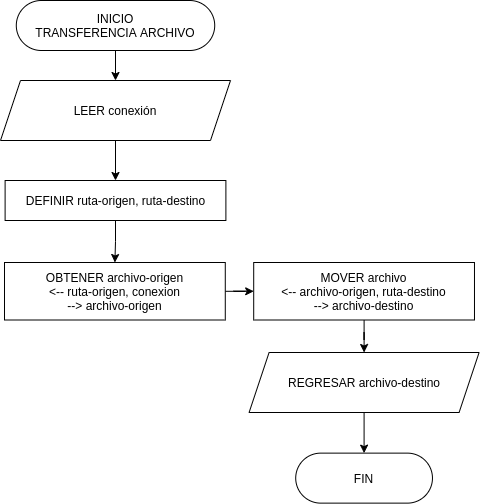 INICIO
TRANSFERENCIA ARCHIVO
LEER conexión
DEFINIR ruta-origen, ruta-destino
OBTENER archivo-origen
<-- ruta-origen, conexion
--> archivo-origen
MOVER archivo
<-- archivo-origen, ruta-destino
--> archivo-destino
REGRESAR archivo-destino
FIN